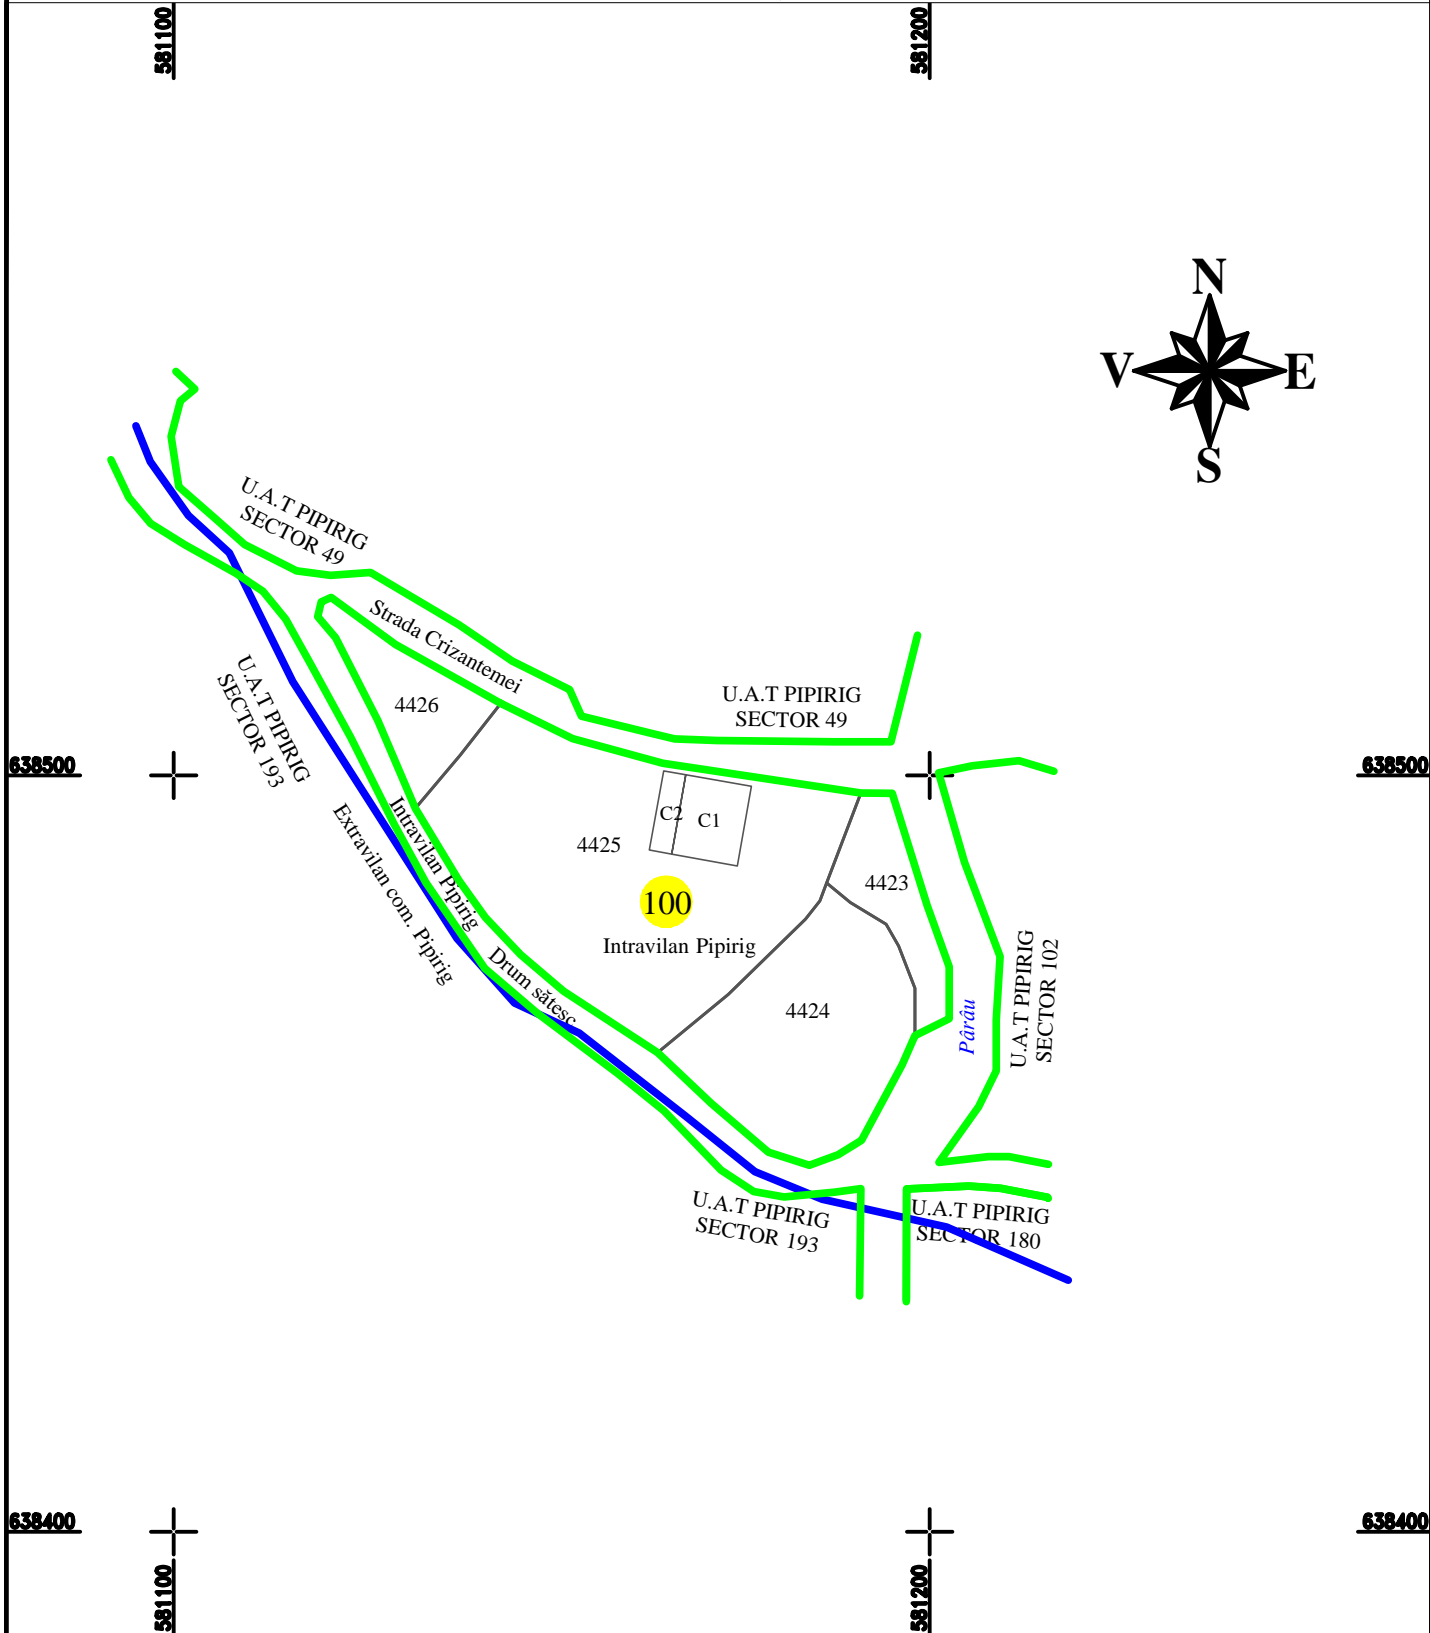 581100
581200
N
V
E
S
U.A.T PIPIRIG
SECTOR 49
Strada Crizantemei
U.A.T PIPIRIG
SECTOR 193
4426
U.A.T PIPIRIG
SECTOR 49
638500
638500
Extravilan com. Pipirig
Intravilan Pipirig
C2
C1
4425
4423
100
Intravilan Pipirig
Drum sătesc
4424
Pârâu
U.A.T PIPIRIG
SECTOR 102
U.A.T PIPIRIG
SECTOR 193
U.A.T PIPIRIG
SECTOR 180
638400
638400
581100
581200